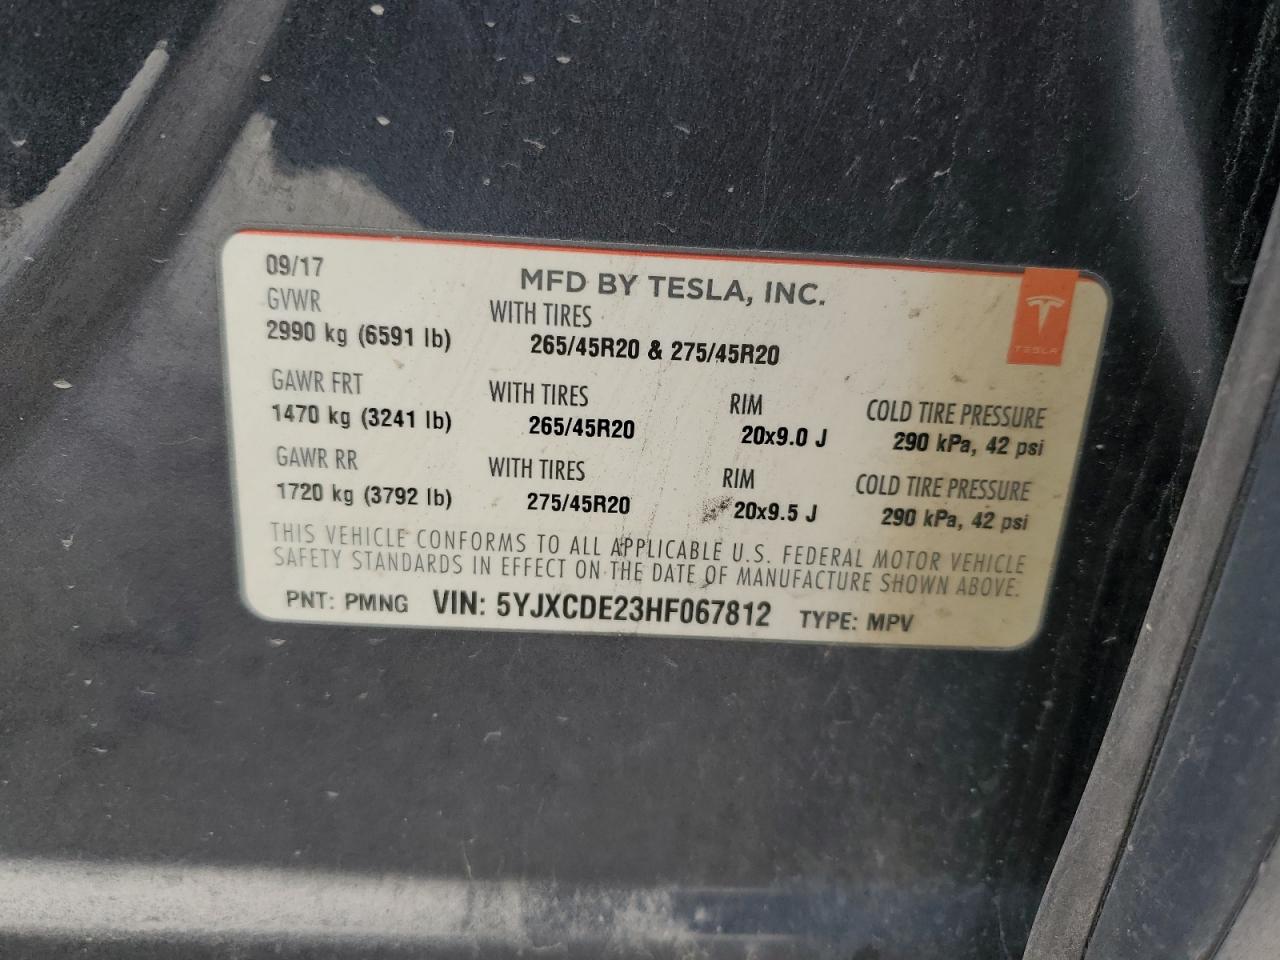 09/17
MFD BY TESLA, INC.
GVWR
WITH TIRES
2990 kg (6591 lb)
265/45R20 & 275/45R20
TESLA
GAWR FRT
WITH TIRES
RIM
COLD TIRE PRESSURE
1470 kg (3241 lb)
265/45R20
20x9.0 J
290 kPa, 42 psi
GAWR RR
WITH TIRES
RIM
COLD TIRE PRESSURE
1720 kg (3792 lb)
275/45R20
20x9.5 J
290 kPa, 42 psi
THIS VEHICLE CONFORMS TO ALL APPLICABLE U.S. FEDERAL MOTOR VEHICLE
SAFETY STANDARDS IN EFFECT ON THE DATE OF MANUFACTURE SHOWN ABOVE.
PNT: PMNG VIN: 5YJXCDE23HF067812 TYPE: MPV